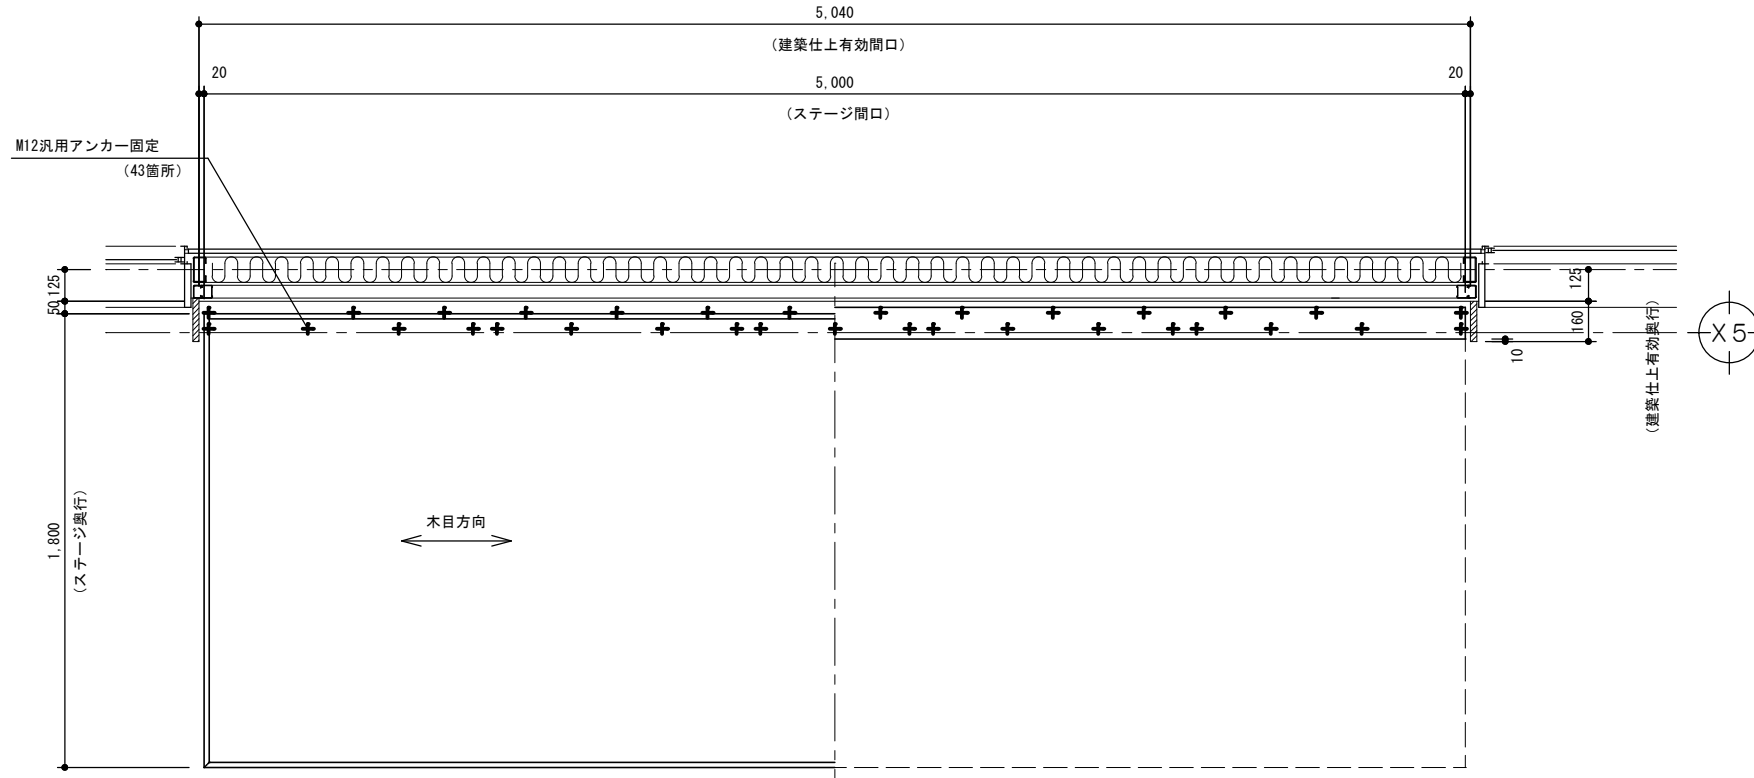 5,040
(建築仕上有効間口)
20
5,000
20
(ステージ間口)
M12汎用アンカー固定
(43箇所)
125
50
125
160
10
(建築仕上有効奥行)
X5
1,800
(ステージ奥行)
木目方向